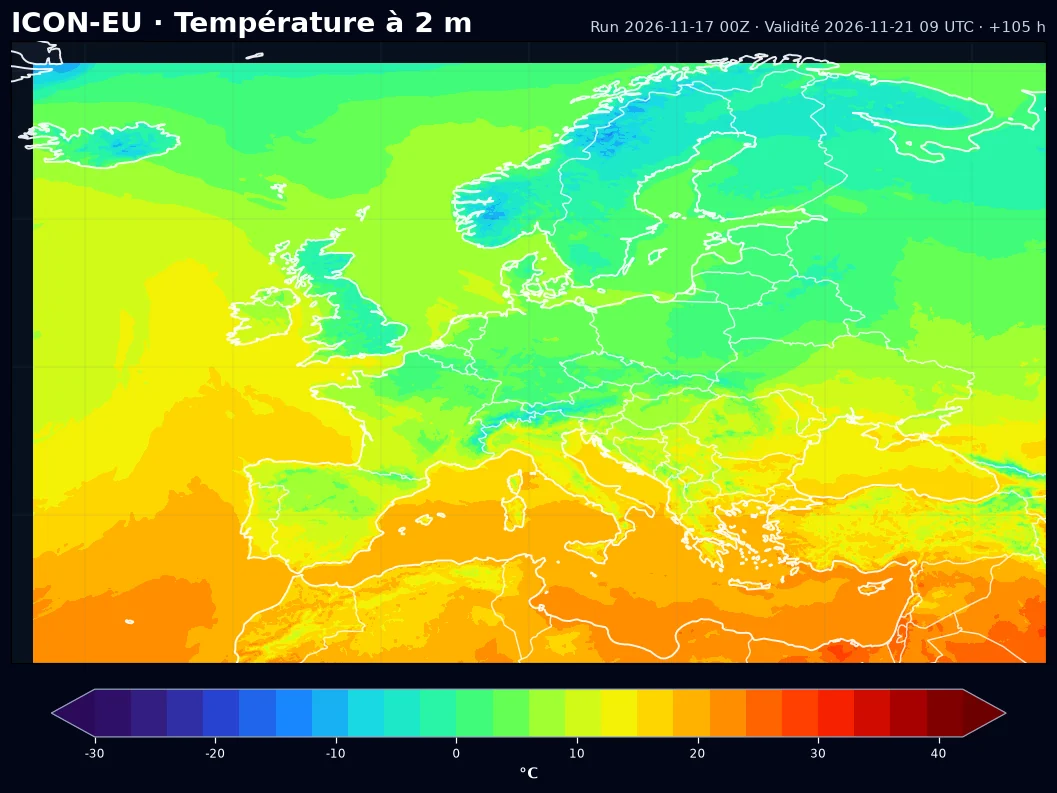 ICON-EU · Température à 2 m
Run 2026-11-17 00Z · Validité 2026-11-21 09 UTC · +105 h
-30 -20 -10 0 10 20 30 40
°C